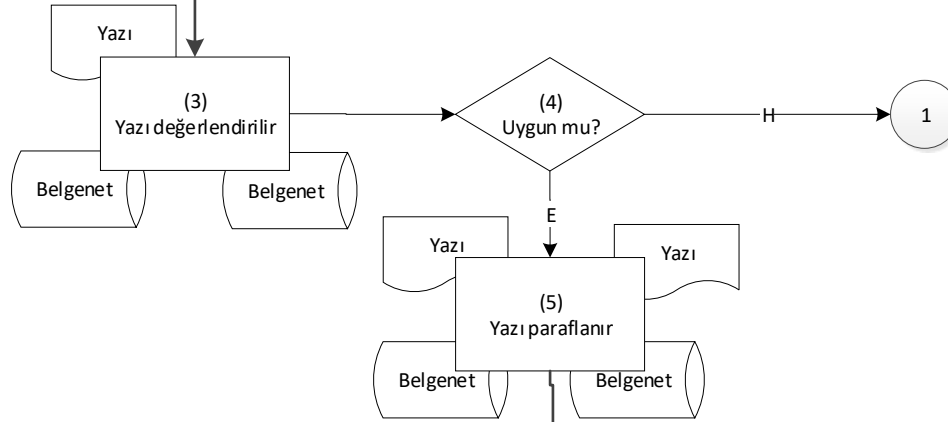 Yazı
(3)
Yazı değerlendirilir
Belgenet
Belgenet
(4)
Uygun mu?
H
1
E
Yazı
Yazı
(5)
Yazı paraflanır
Belgenet
Belgenet